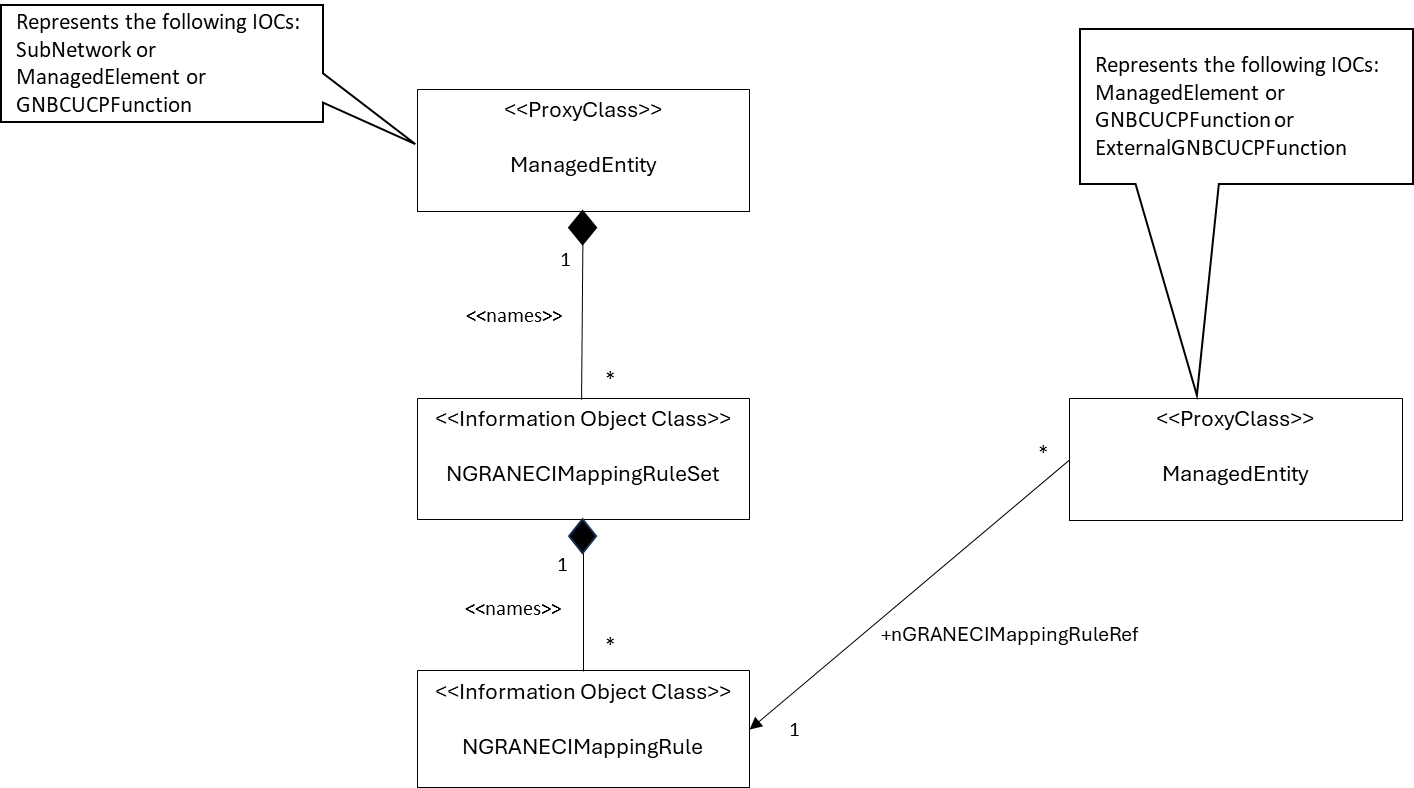 Represents the following IOCs:
SubNetwork or
ManagedElement or
GNBCUCPFunction
Represents the following IOCs:
ManagedElement or
GNBCUCPFunction or
ExternalGNBCUCPFunction
<<ProxyClass>>
ManagedEntity
1
<<names>>
*
<<Information Object Class>>
NGRANECIMappingRuleSet
<<ProxyClass>>
ManagedEntity
*
1
<<names>>
*
+nGRANECIMappingRuleRef
<<Information Object Class>>
NGRANECIMappingRule
1